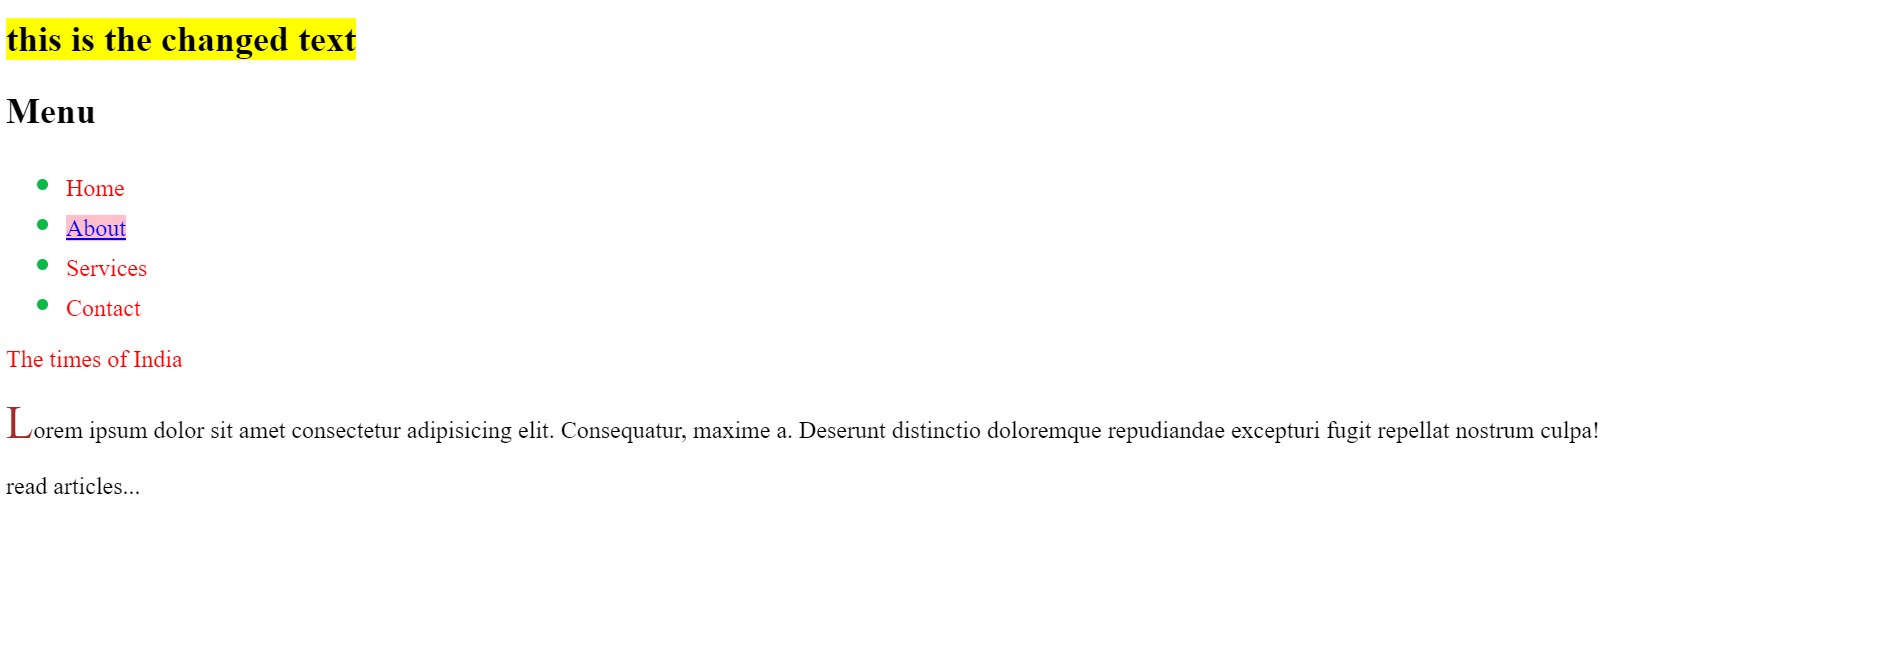 this is the changed text
Menu
Home
About
Services
Contact
The times of India
Lorem ipsum dolor sit amet consectetur adipisicing elit. Consequatur, maxime a. Deserunt distinctio doloremque repudiandae excepturi fugit repellat nostrum culpa!
read articles...